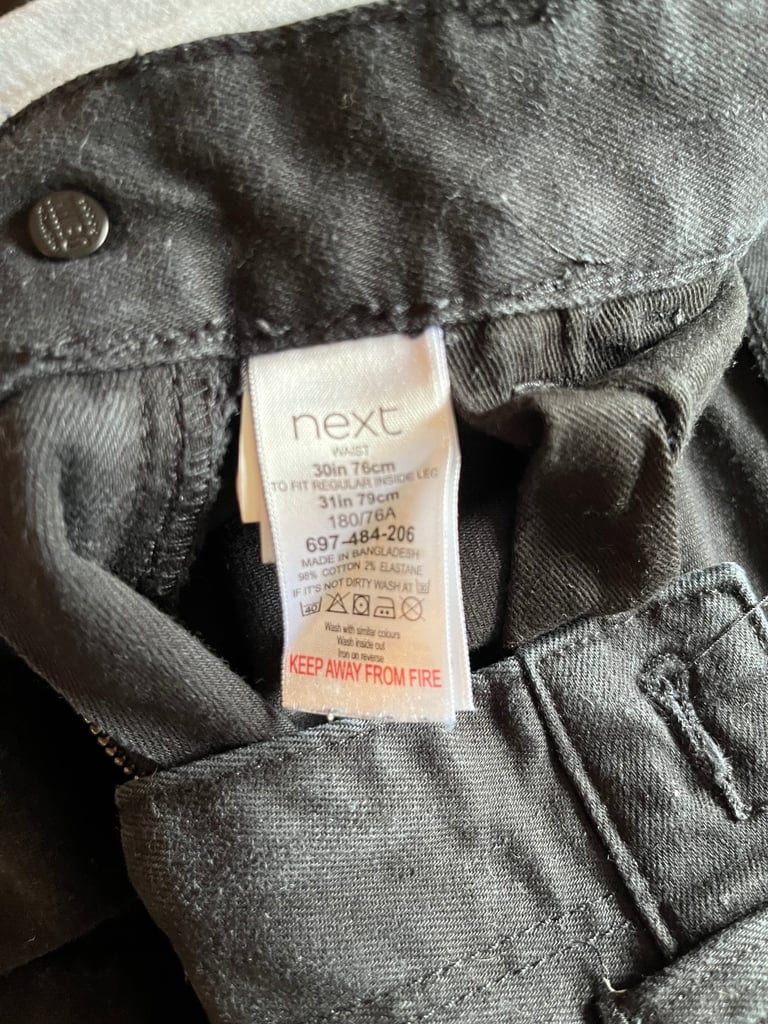 next
WAIST
30in 76cm
TO FIT REGULAR INSIDE LEG
31in 79cm
180/76A
697-484-206
MADE IN BANGLADESH
98% COTTON 2% ELASTANE
IF IT'S NOT DIRTY WASH AT 30
40
Wash with similar colours
Wash inside out
Iron on reverse
KEEP AWAY FROM FIRE